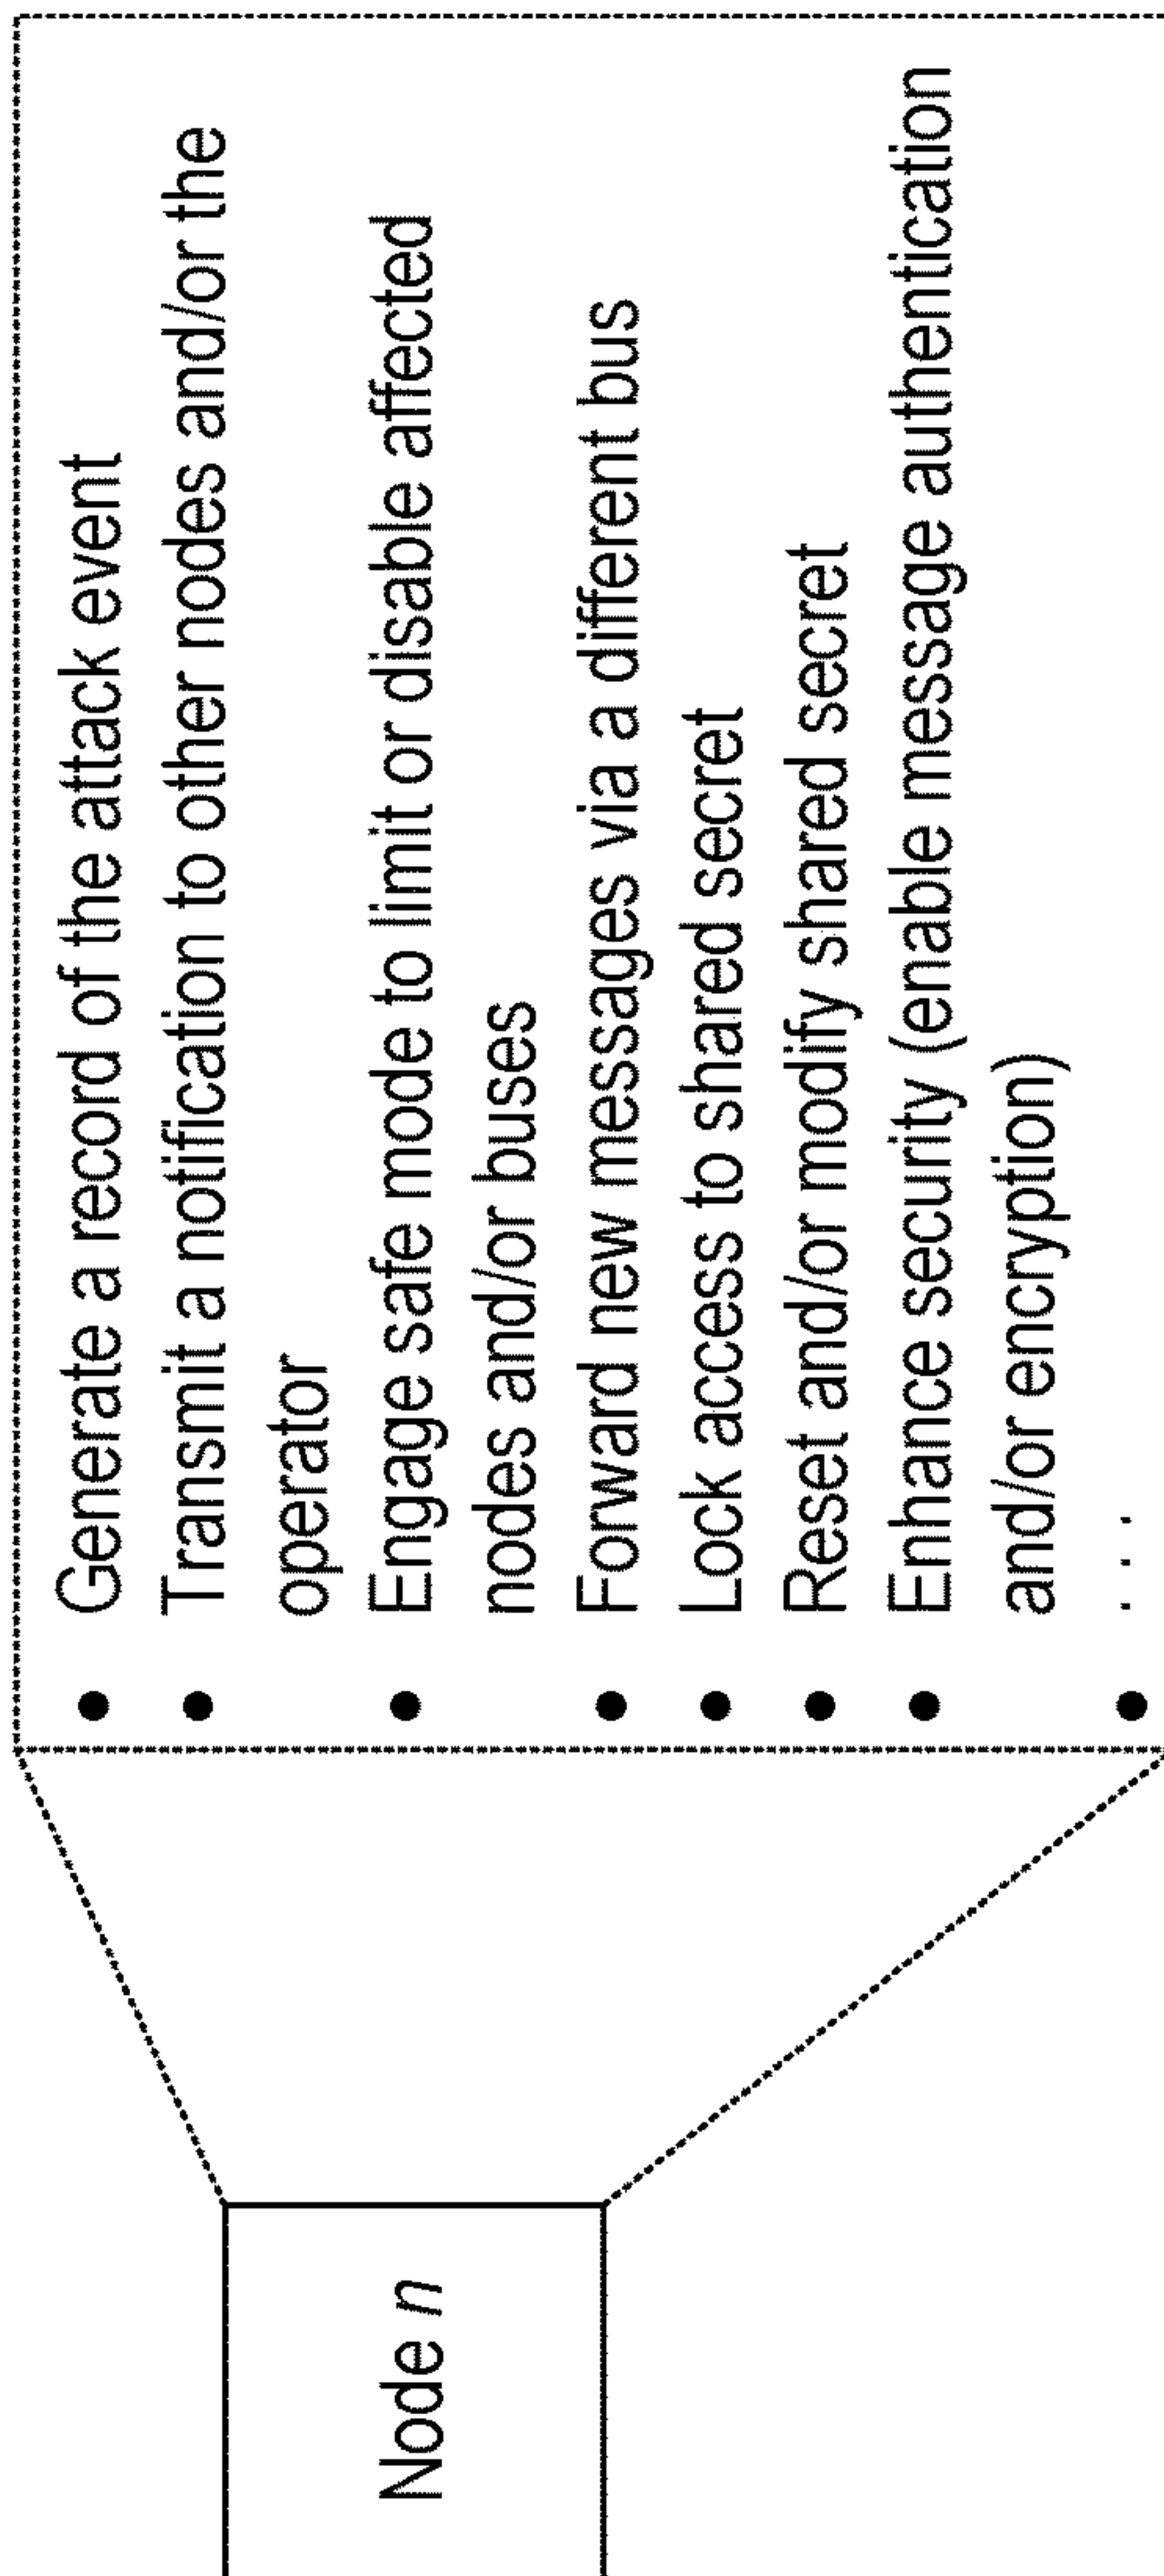 Node n
• Generate a record of the attack event
• Transmit a notification to other nodes and/or the
operator
• Engage safe mode to limit or disable affected
nodes and/or buses
• Forward new messages via a different bus
• Lock access to shared secret
• Reset and/or modify shared secret
• Enhance security (enable message authentication
and/or encryption)
• . . .